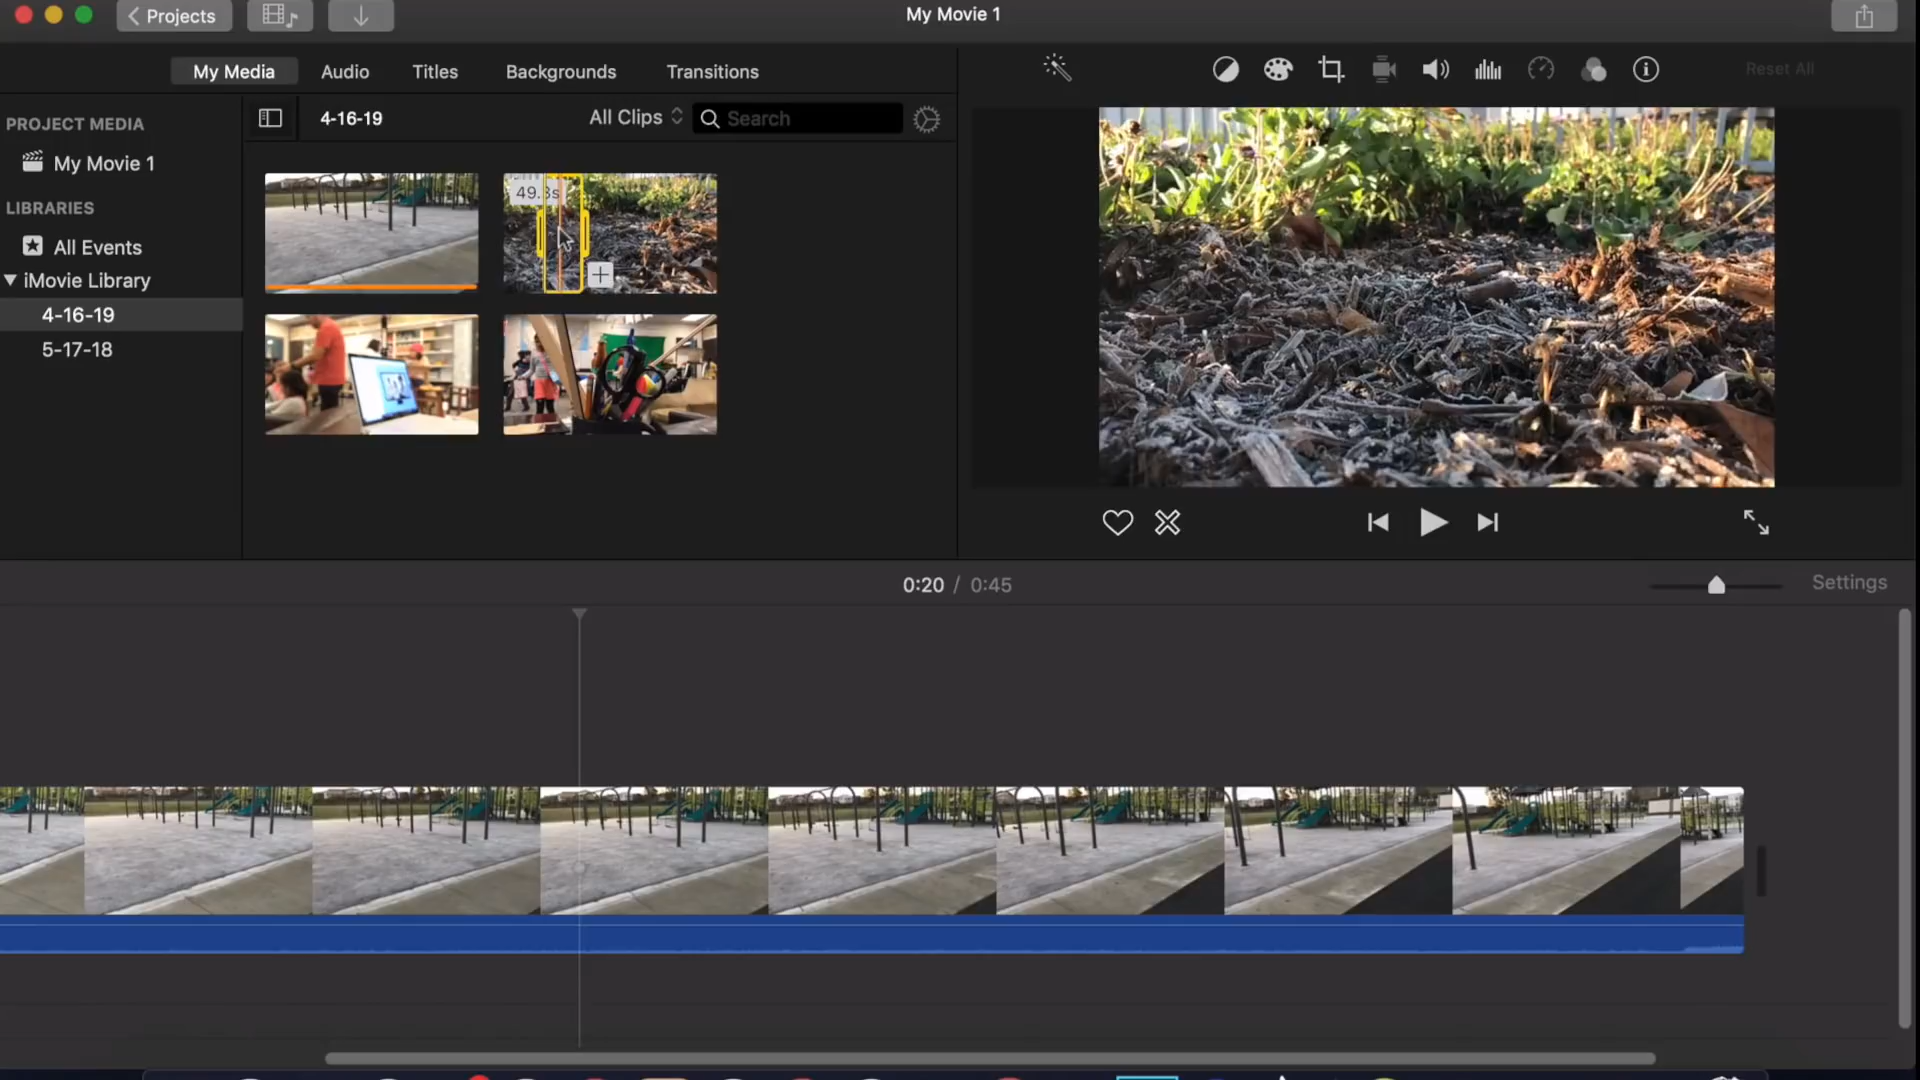 Projects
My Movie 1
My Media
Audio
Titles
Backgrounds
Transitions
Reset All
PROJECT MEDIA
My Movie 1
LIBRARIES
All Events
iMovie Library
4-16-19
5-17-18
4-16-19
All Clips
Search
49.3s
0:20 / 0:45
Settings